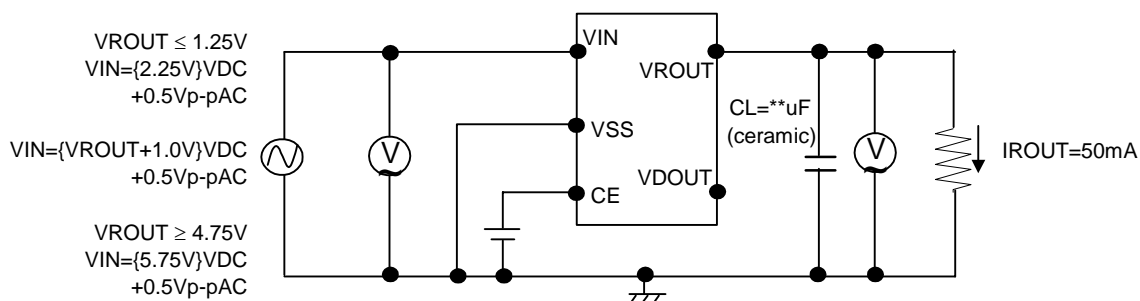 VROUT ≤ 1.25V
VIN={2.25V}VDC
+0.5Vp-pAC
VIN={VROUT+1.0V}VDC
+0.5Vp-pAC
VROUT ≥ 4.75V
VIN={5.75V}VDC
+0.5Vp-pAC
V
VIN
VROUT
VSS
VDOUT
CE
CL=**uF
(ceramic)
V
IROUT=50mA